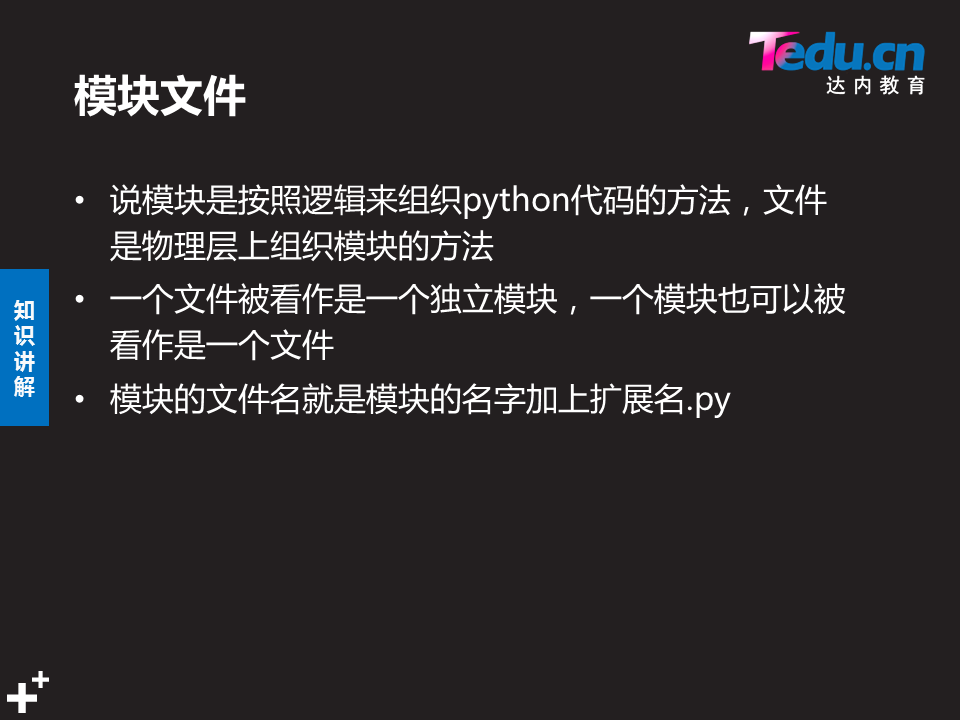 Tedu.cn
达内教育
模块文件
• 说模块是按照逻辑来组织python代码的方法，文件
是物理层上组织模块的方法
• 一个文件被看作是一个独立模块，一个模块也可以被
看作是一个文件
• 模块的文件名就是模块的名字加上扩展名.py
知
识
讲
解